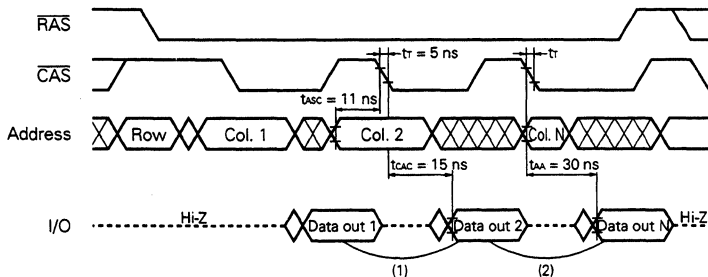 RAS
CAS
tT = 5 ns
tT
tASC = 11 ns
Address
Row
Col. 1
Col. 2
Col. N
tCAC = 15 ns
tAA = 30 ns
I/O
Hi-Z
Data out 1
Data out 2
Data out N
Hi-Z
(1)
(2)